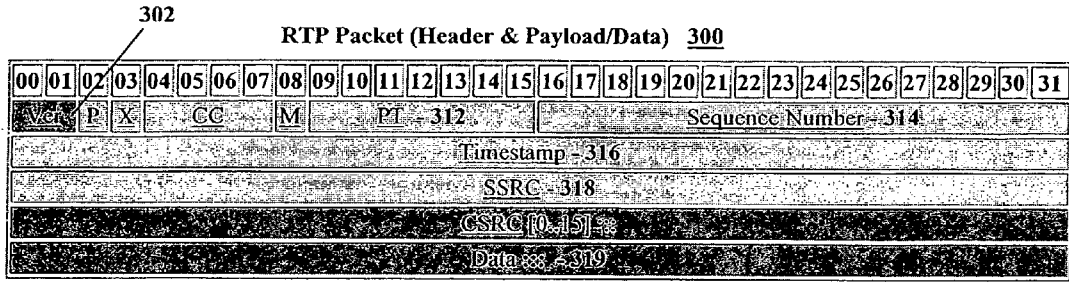 302
RTP Packet (Header & Payload/Data) 300
00 01 02 03 04 05 06 07 08 09 10 11 12 13 14 15 16 17 18 19 20 21 22 23 24 25 26 27 28 29 30 31
Ver P X CC M PT - 312 Sequence Number - 314
Timestamp - 316
SSRC - 318
CSRC [0..15] :::
Data ::: - 319